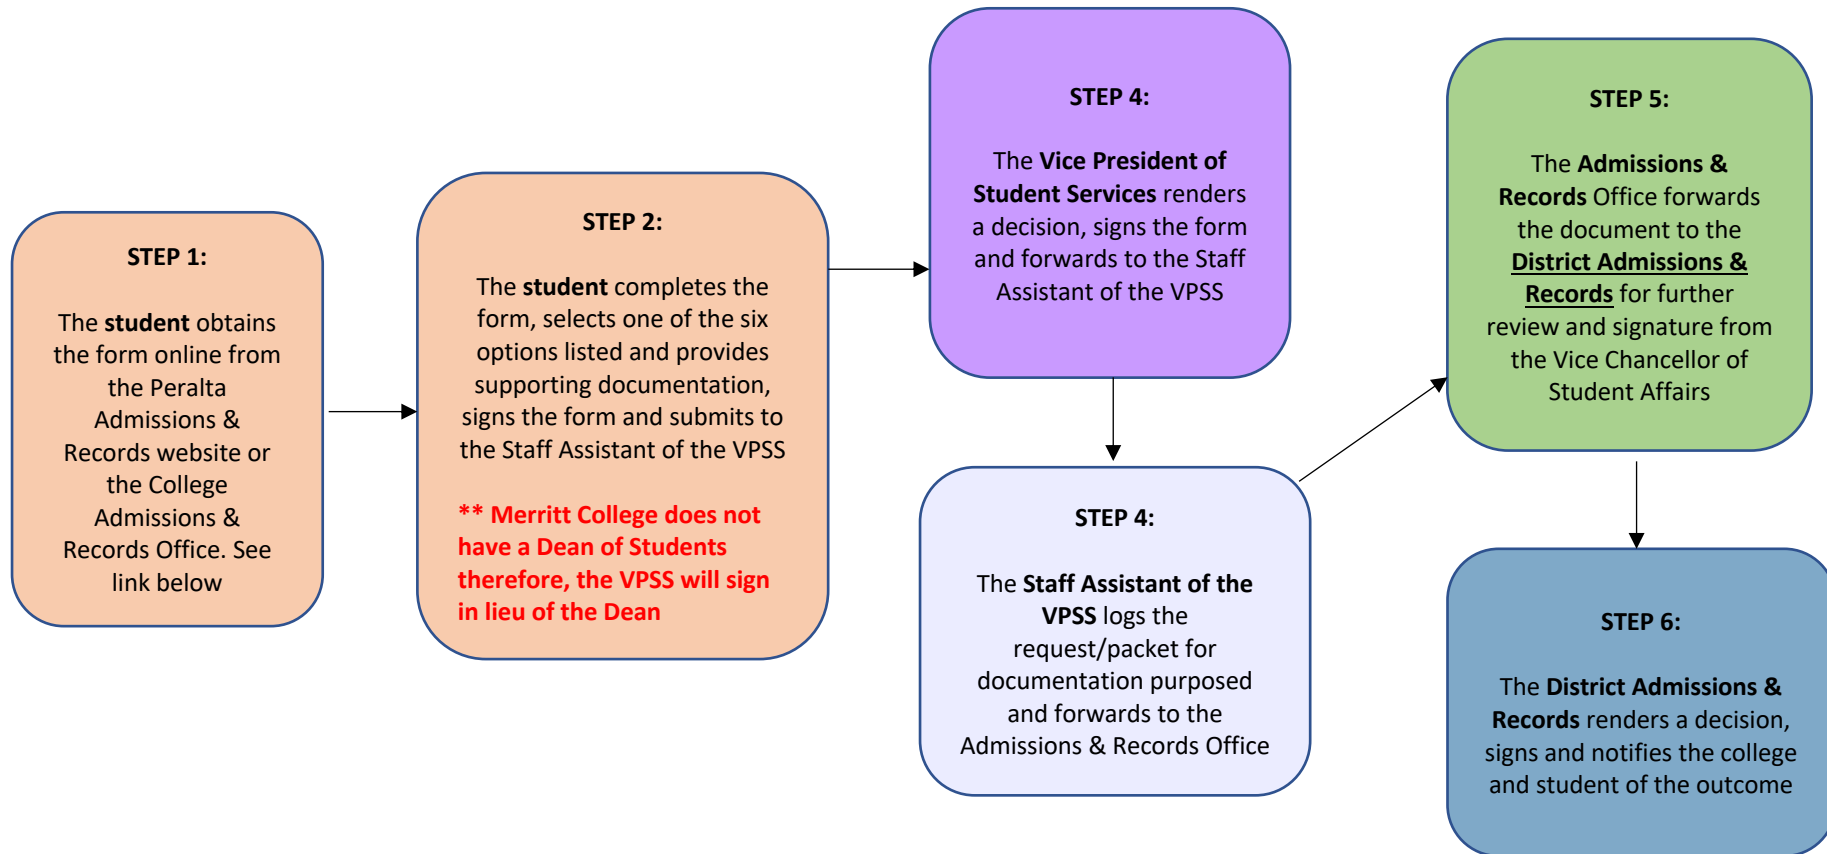 STEP 1:
The student obtains
the form online from
the Peralta
Admissions &
Records website or
the College
Admissions &
Records Office. See
link below
STEP 2:
The student completes the
form, selects one of the six
options listed and provides
supporting documentation,
signs the form and submits to
the Staff Assistant of the VPSS
** Merritt College does not
have a Dean of Students
therefore, the VPSS will sign
in lieu of the Dean
STEP 4:
The Vice President of
Student Services renders
a decision, signs the form
and forwards to the Staff
Assistant of the VPSS
STEP 4:
The Staff Assistant of the
VPSS logs the
request/packet for
documentation purposed
and forwards to the
Admissions & Records Office
STEP 5:
The Admissions &
Records Office forwards
the document to the
District Admissions &
Records for further
review and signature from
the Vice Chancellor of
Student Affairs
STEP 6:
The District Admissions &
Records renders a decision,
signs and notifies the college
and student of the outcome